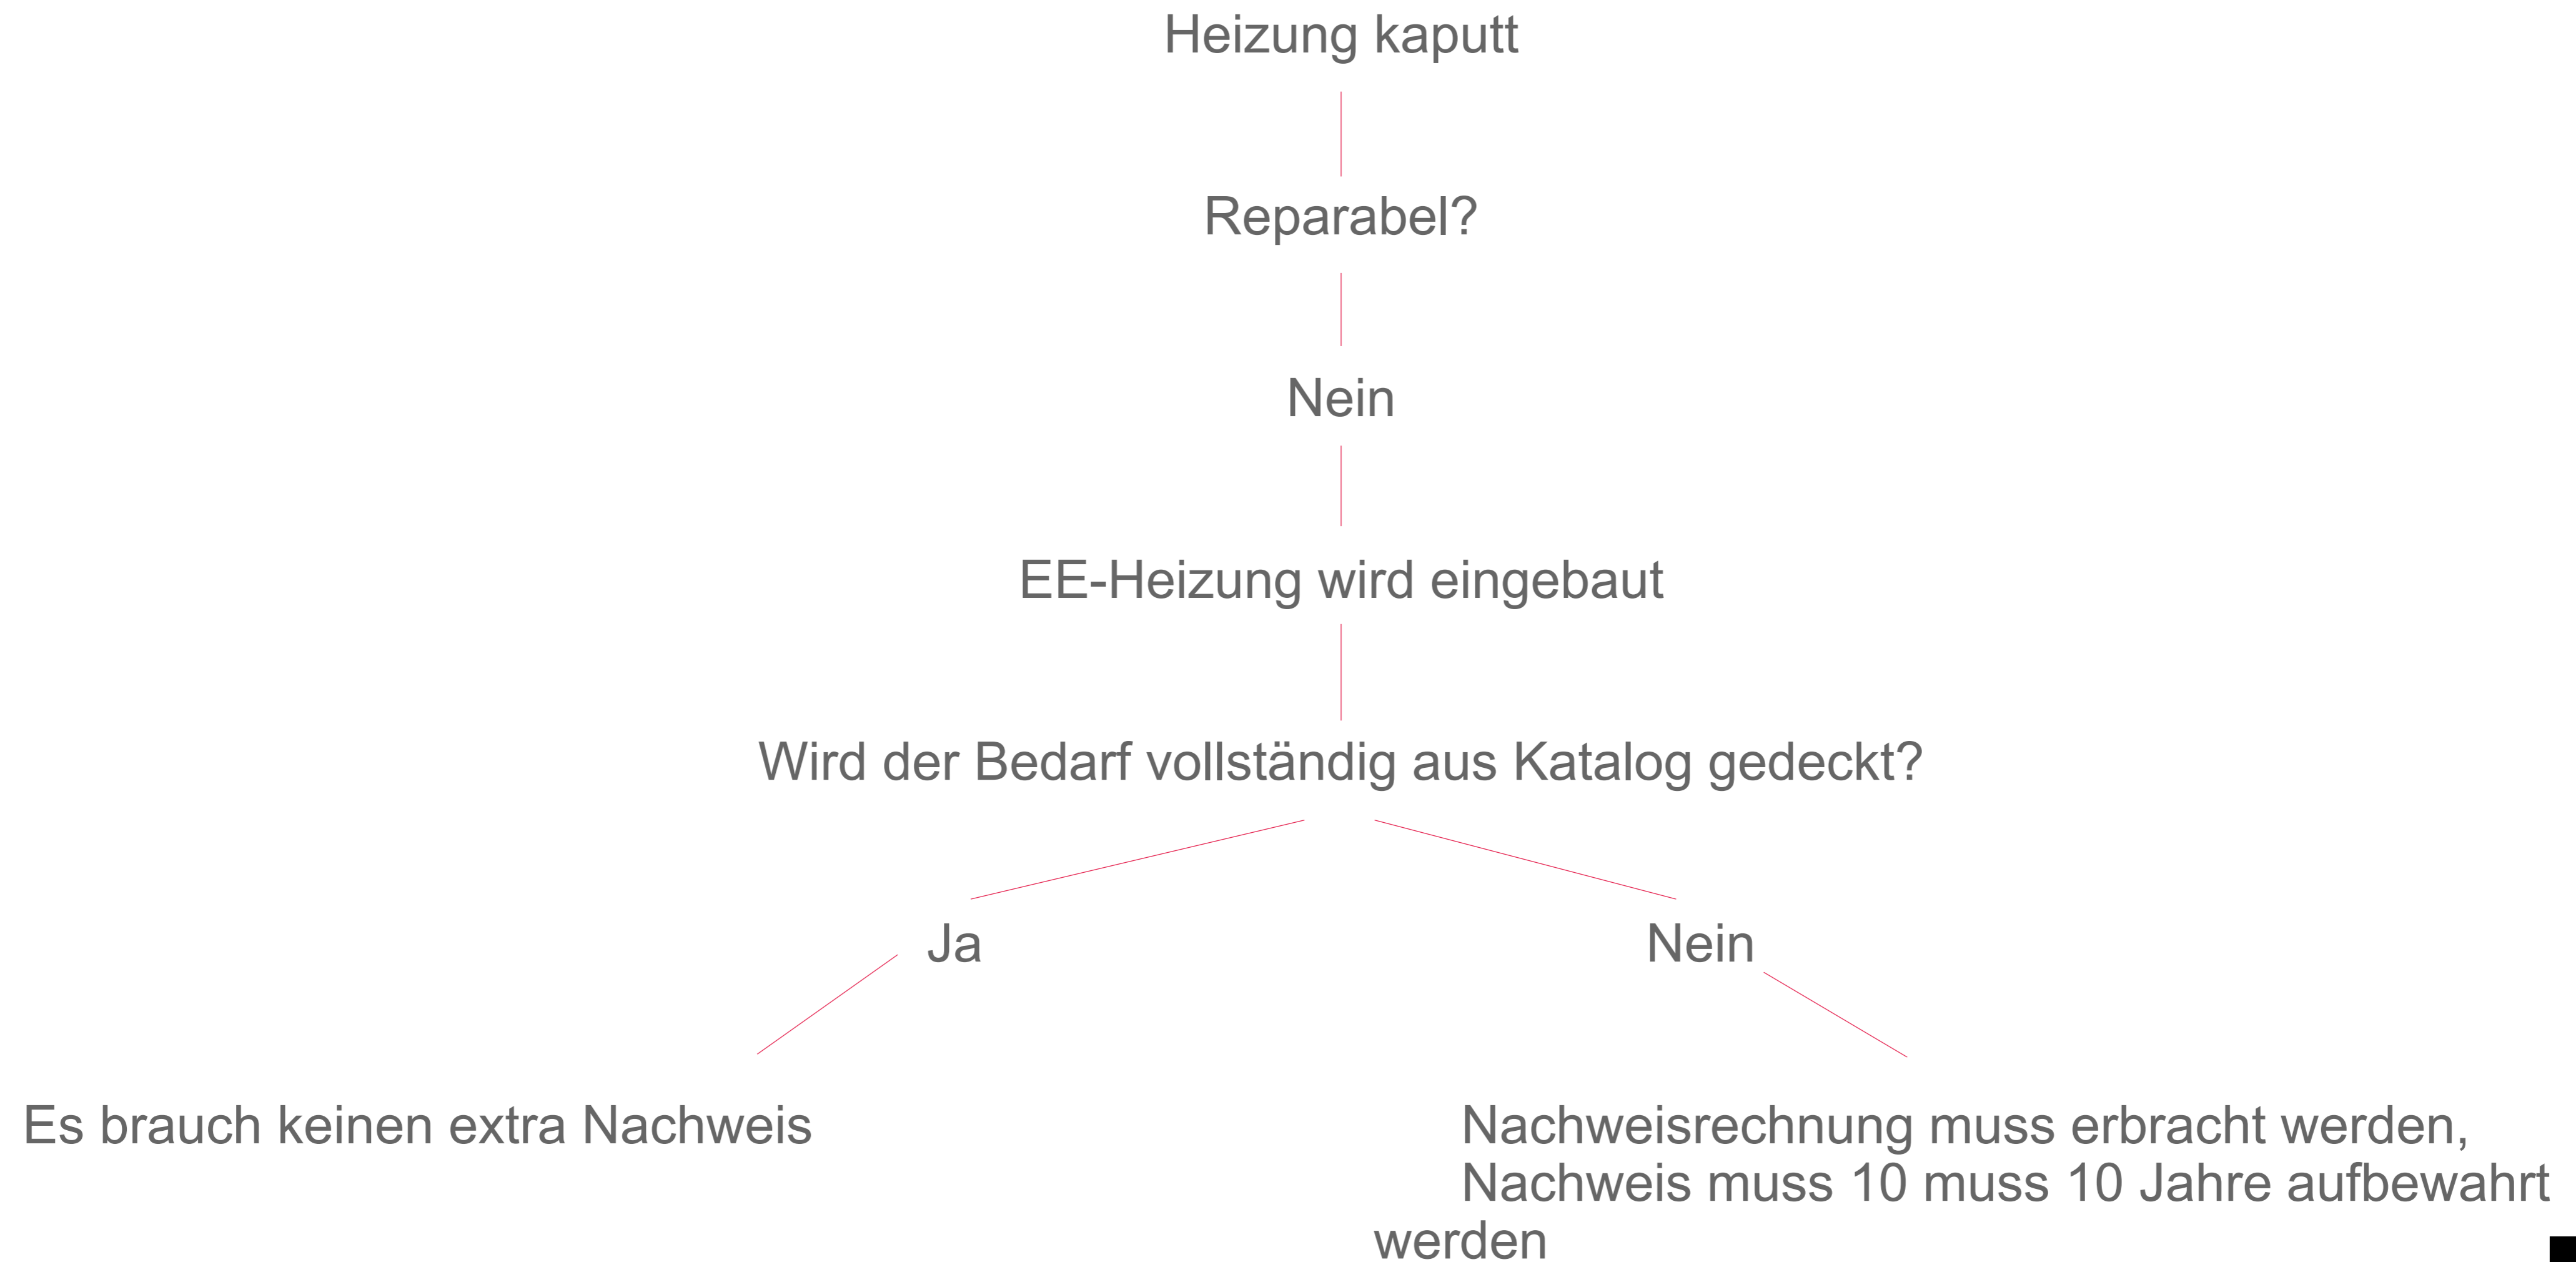 Heizung kaputt
Reparabel?
Nein
EE-Heizung wird eingebaut
Wird der Bedarf vollständig aus Katalog gedeckt?
Ja
Nein
Es brauch keinen extra Nachweis
Nachweisrechnung muss erbracht werden,
Nachweis muss 10 muss 10 Jahre aufbewahrt
werden